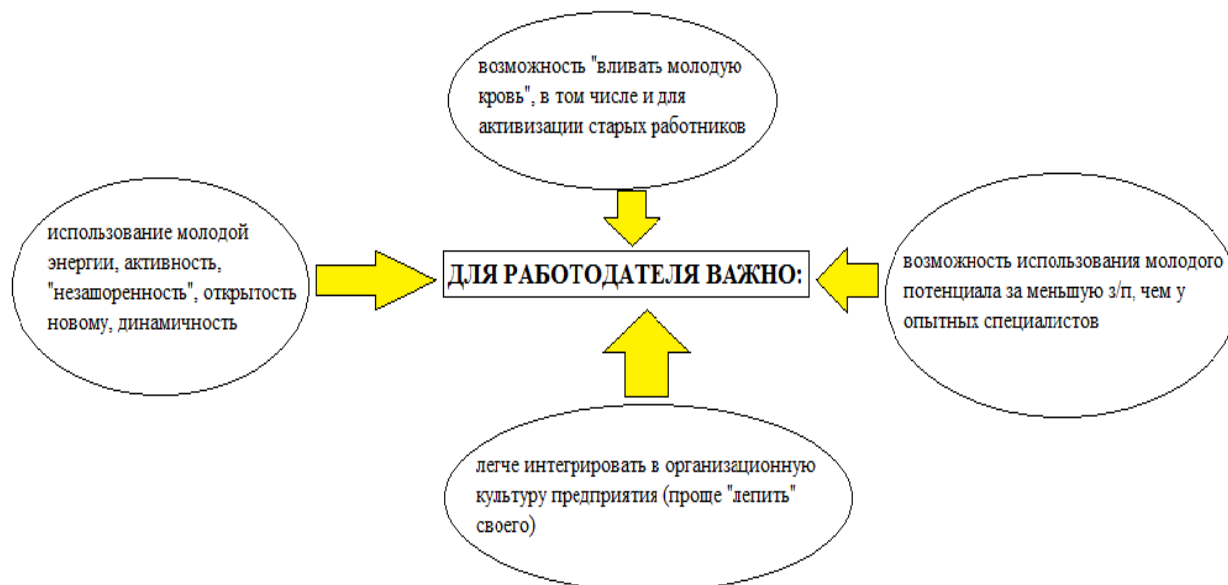 возможность "вливать молодую
кровь", в том числе и для
активизации старых работников
использование молодой
энергии, активность,
"незашоренность", открытость
новому, динамичность
ДЛЯ РАБОТОДАТЕЛЯ ВАЖНО:
возможность использования молодого
потенциала за меньшую з/п, чем у
опытных специалистов
легче интегрировать в организационную
культуру предприятия (проще "лепить"
своего)